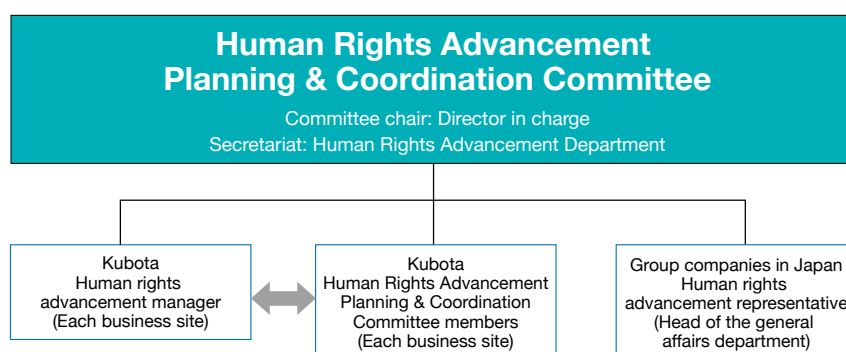 Human Rights Advancement
Planning & Coordination Committee
Committee chair: Director in charge
Secretariat: Human Rights Advancement Department
Kubota
Human rights
advancement manager
(Each business site)
Kubota
Human Rights Advancement
Planning & Coordination
Committee members
(Each business site)
Group companies in Japan
Human rights
advancement representative
(Head of the general
affairs department)